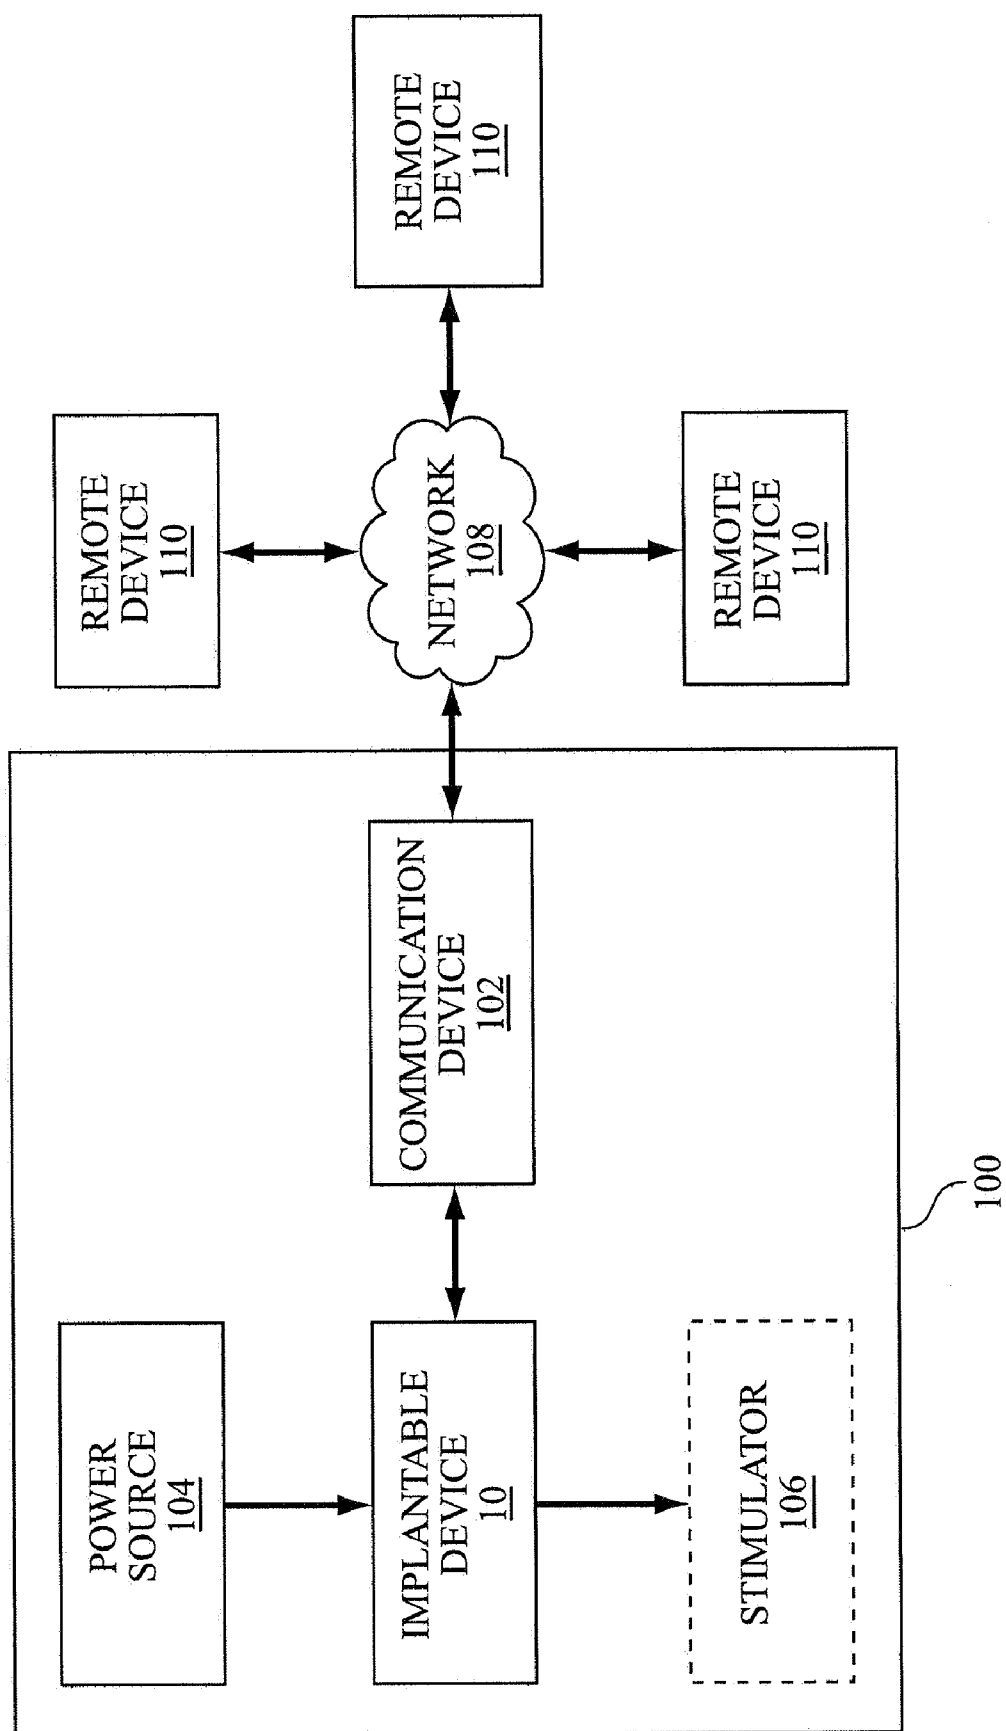 POWER
SOURCE
104
IMPLANTABLE
DEVICE
10
STIMULATOR
106
COMMUNICATION
DEVICE
102
100
REMOTE
DEVICE
110
NETWORK
108
REMOTE
DEVICE
110
REMOTE
DEVICE
110